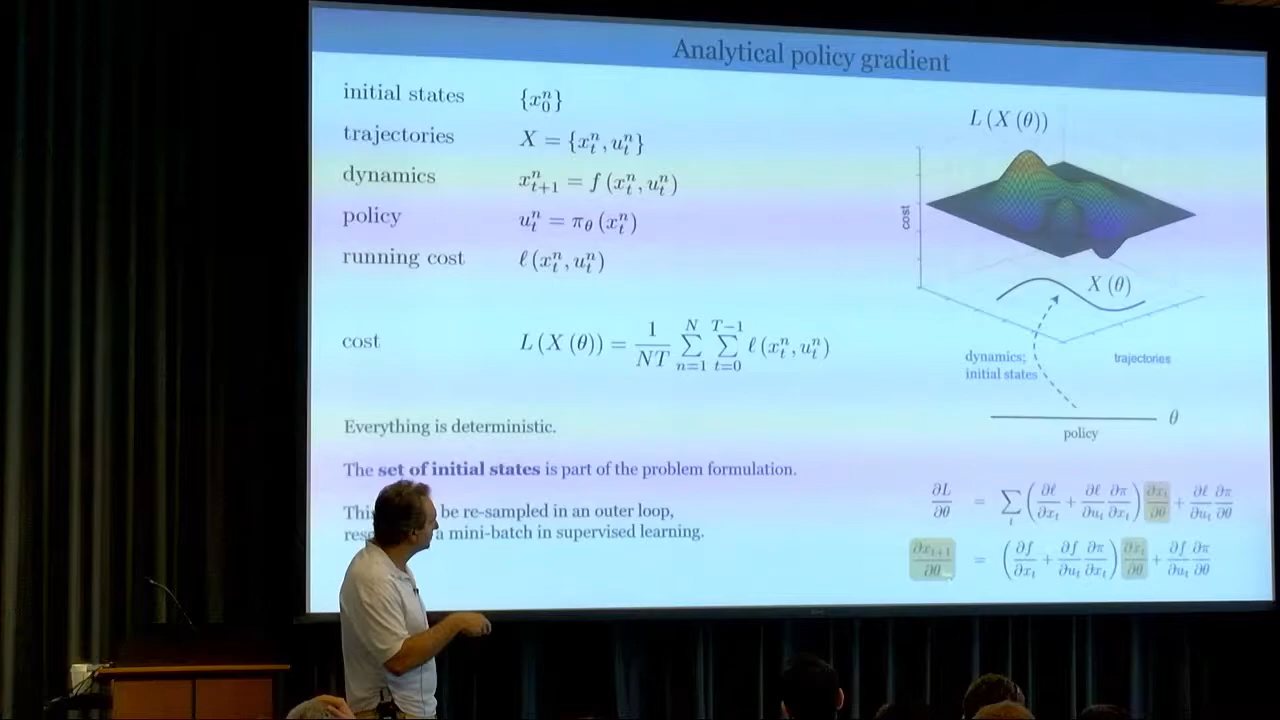 Analytical policy gradient
initial states {x₀ⁿ}
trajectories X = {xₜⁿ, uₜⁿ}
dynamics xₜ₊₁ⁿ = f (xₜⁿ, uₜⁿ)
policy uₜⁿ = π_θ (xₜⁿ)
running cost ℓ (xₜⁿ, uₜⁿ)
cost L (X (θ)) = 1/NT ∑_{n=1}^{N} ∑_{t=0}^{T−1} ℓ (xₜⁿ, uₜⁿ)
Everything is deterministic.
The set of initial states is part of the problem formulation.
be re-sampled in an outer loop,
a mini-batch in supervised learning.
L (X (θ))
cost
X (θ)
dynamics;
initial states
trajectories
θ
policy
∂L/∂θ = ∑ₜ (∂ℓ/∂xₜ + ∂ℓ/∂uₜ ∂π/∂xₜ) ∂xₜ/∂θ + ∂ℓ/∂uₜ ∂π/∂θ
∂xₜ₊₁/∂θ = (∂f/∂xₜ + ∂f/∂uₜ ∂π/∂xₜ) ∂xₜ/∂θ + ∂f/∂uₜ ∂π/∂θ